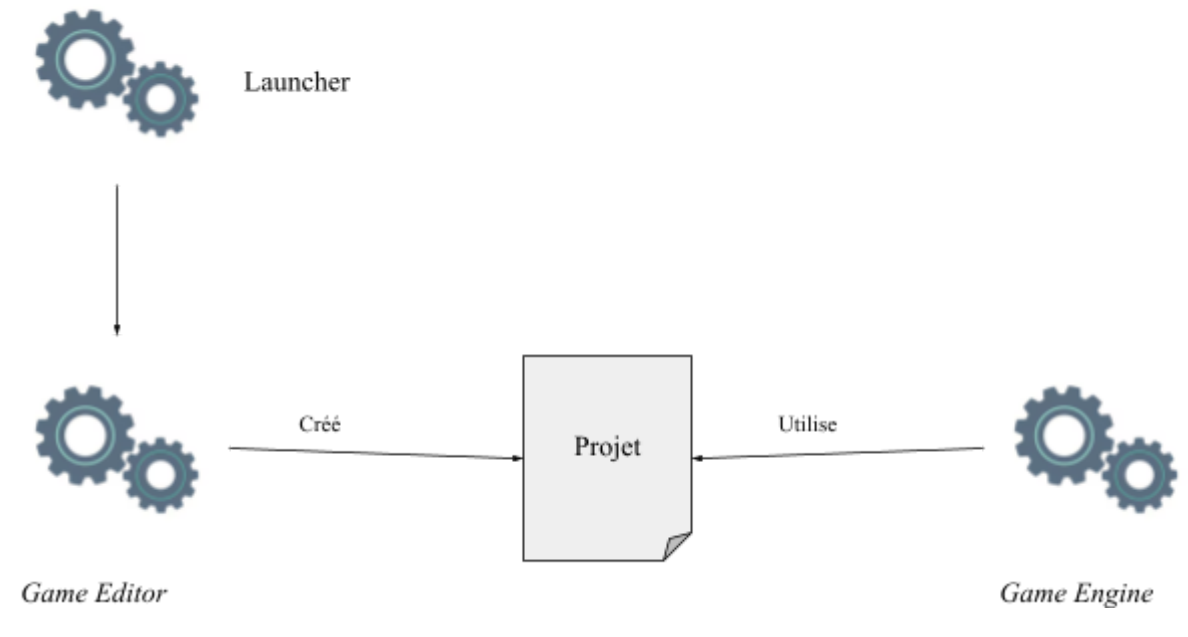 Launcher
Créé
Utilise
Projet
Game Editor
Game Engine